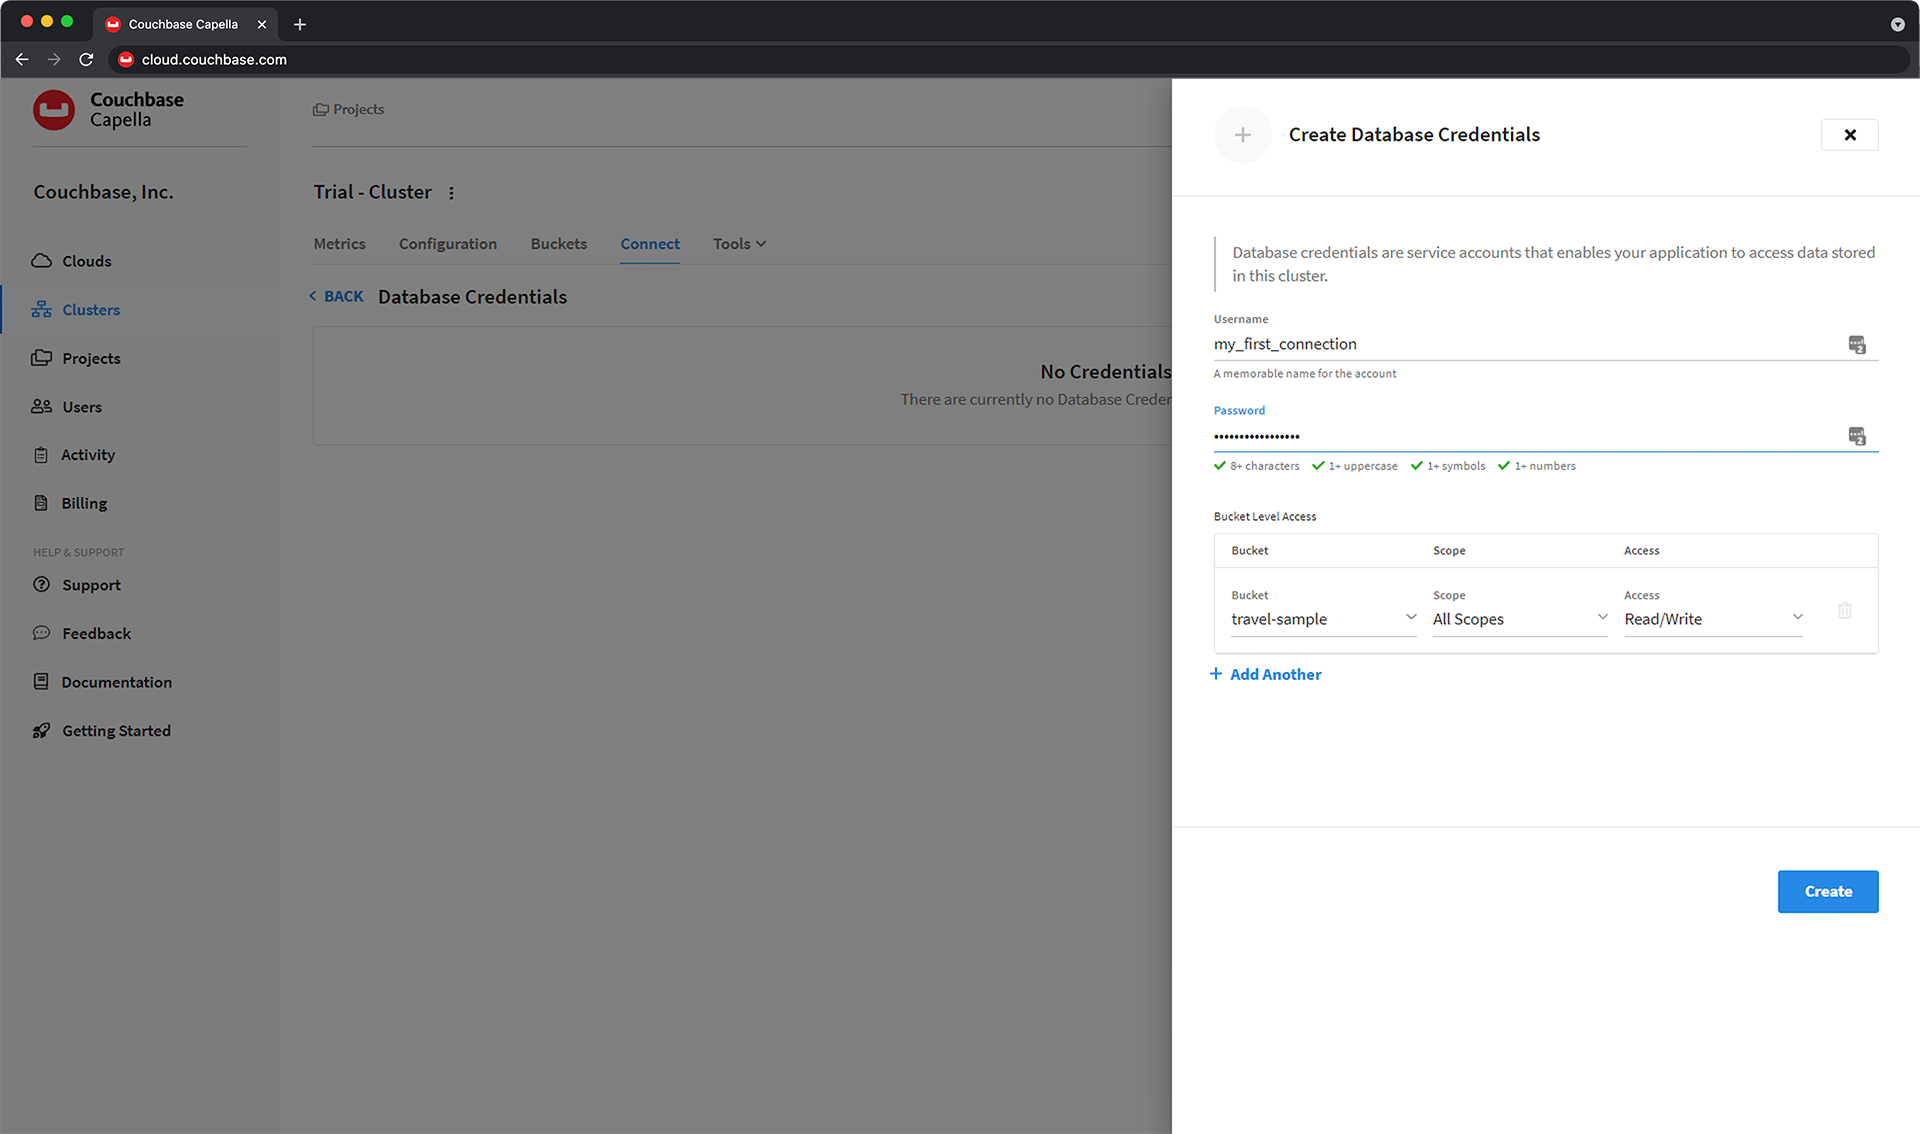 Couchbase Capella
cloud.couchbase.com
Couchbase
Capella
Couchbase, Inc.
Clouds
Clusters
Projects
Users
Activity
Billing
HELP & SUPPORT
Support
Feedback
Documentation
Getting Started
Projects
Trial - Cluster
Metrics Configuration Buckets Connect Tools
BACK Database Credentials
No Credentials
There are currently no Database Creder
Create Database Credentials
Database credentials are service accounts that enables your application to access data stored
in this cluster.
Username
my_first_connection
A memorable name for the account
Password
•••••••••••••••••
8+ characters 1+ uppercase 1+ symbols 1+ numbers
Bucket Level Access
Bucket Scope Access
Bucket Scope Access
travel-sample All Scopes Read/Write
+ Add Another
Create